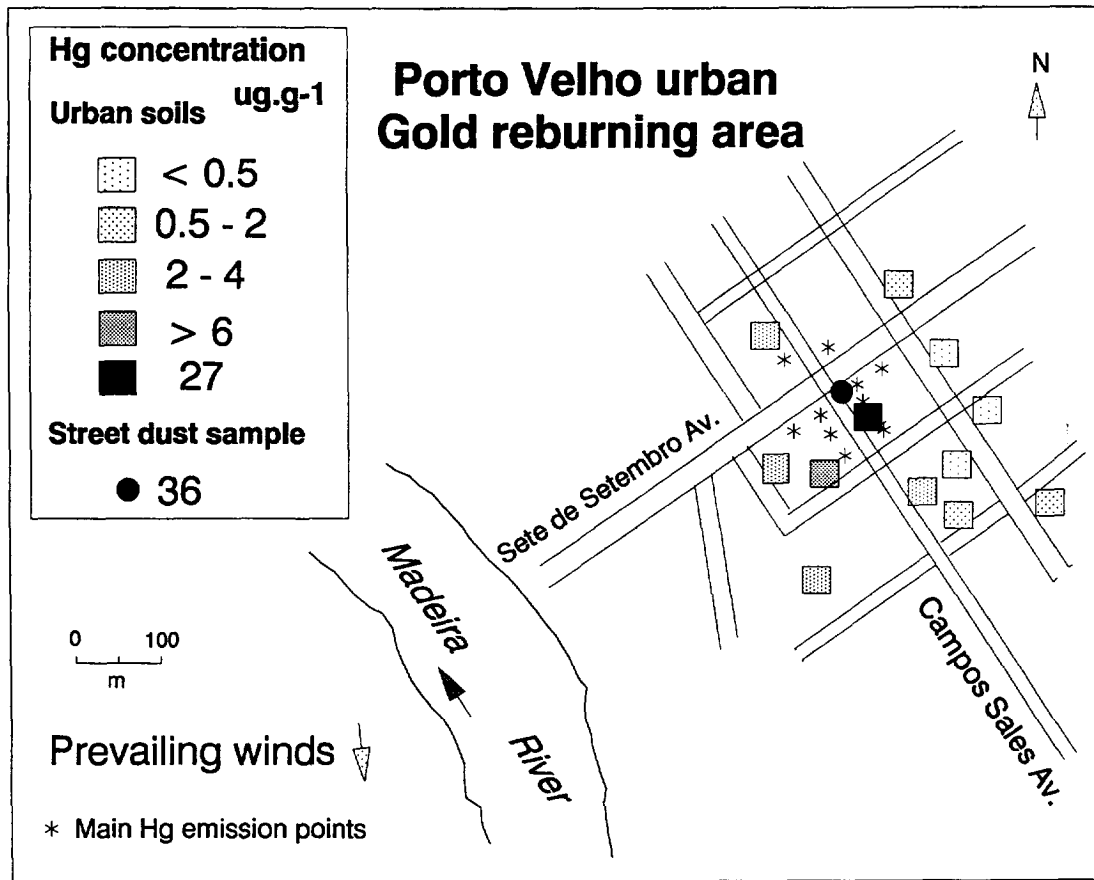 Hg concentration
ug.g-1
Urban soils
< 0.5
0.5 - 2
2 - 4
> 6
27
Street dust sample
36
Porto Velho urban
Gold reburning area
N
Sete de Setembro Av.
Campos Sales Av.
Madeira
River
0 100
m
Prevailing winds
* Main Hg emission points